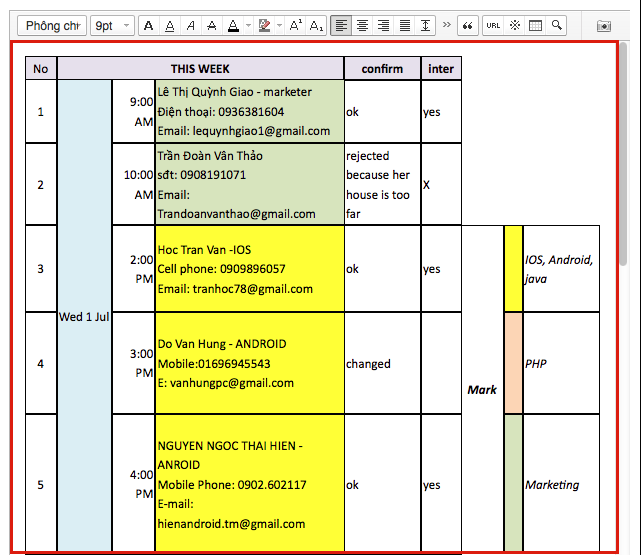 Phông chữ 9pt A A A A A¹ A₁ URL
No THIS WEEK confirm inter
Wed 1 Jul
1
9:00
AM
Lê Thị Quỳnh Giao - marketer
Điện thoại: 0936381604
Email: lequynhgiao1@gmail.com
ok
yes
2
10:00
AM
Trần Đoàn Vân Thảo
sđt: 0908191071
Email:
Trandoanvanthao@gmail.com
rejected
because her
house is too
far
X
3
2:00
PM
Hoc Tran Van -IOS
Cell phone: 0909896057
Email: tranhoc78@gmail.com
ok
yes
4
3:00
PM
Do Van Hung - ANDROID
Mobile:01696945543
E: vanhungpc@gmail.com
changed
5
4:00
PM
NGUYEN NGOC THAI HIEN -
ANROID
Mobile Phone: 0902.602117
E-mail:
hienandroid.tm@gmail.com
ok
yes
Mark
IOS, Android,
java
PHP
Marketing